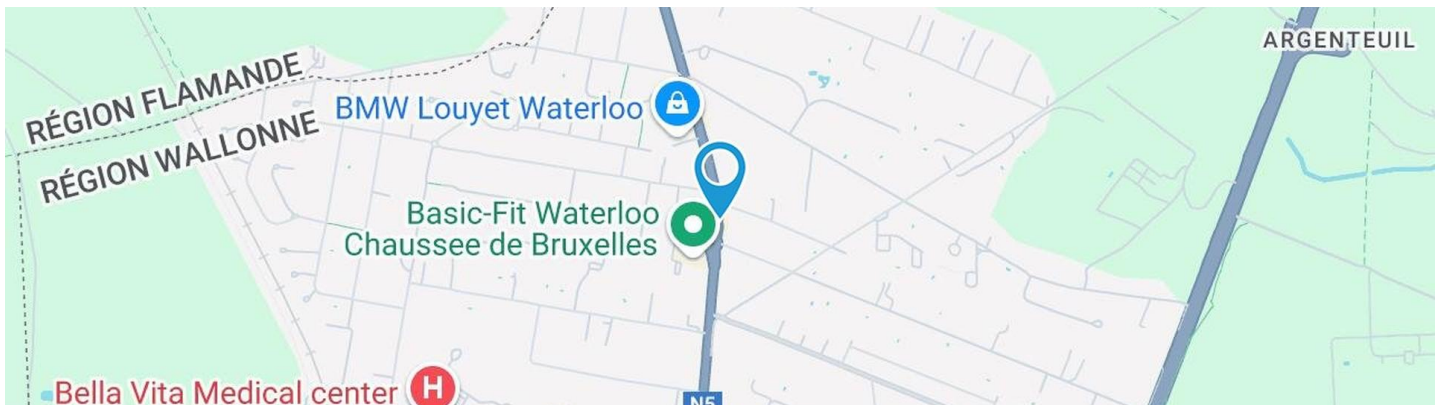 ARGENTEUIL
RÉGION FLAMANDE
RÉGION WALLONNE
BMW Louyet Waterloo
Basic-Fit Waterloo
Chaussee de Bruxelles
Bella Vita Medical center
H
N5